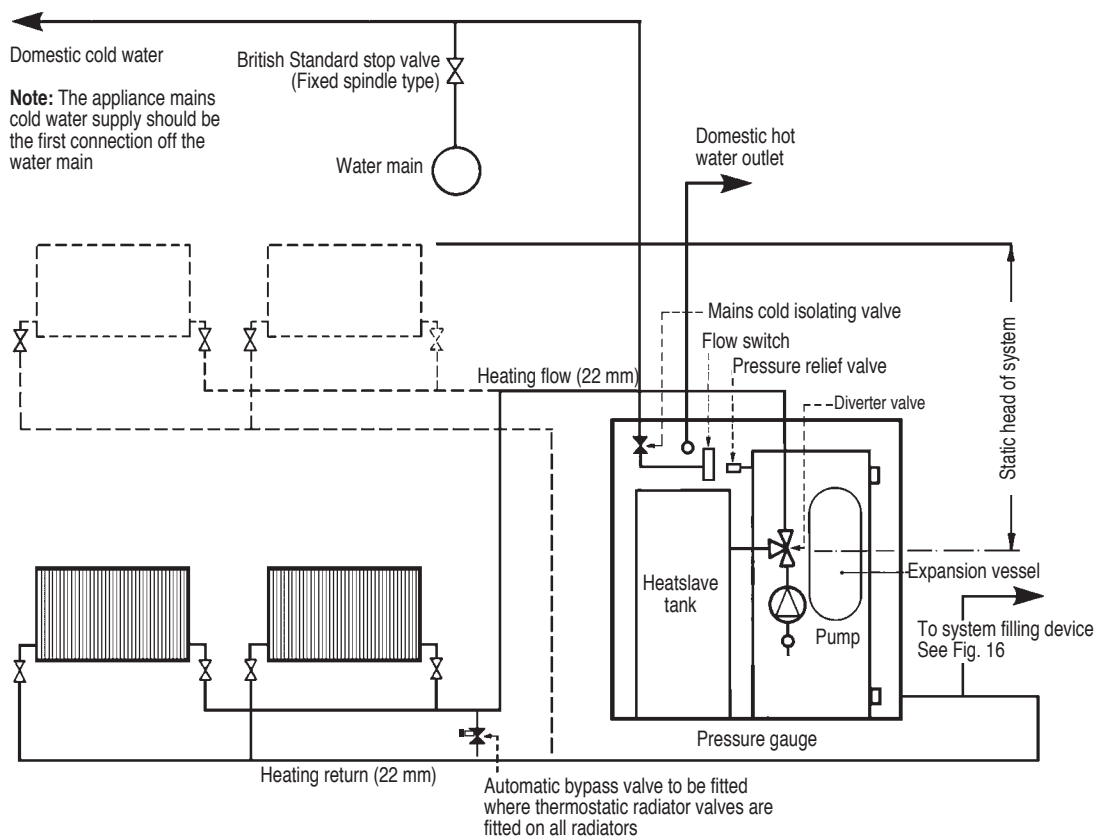 Domestic cold water
Note: The appliance mains
cold water supply should be
the first connection off the
water main
British Standard stop valve
(Fixed spindle type)
Water main
Domestic hot
water outlet
Mains cold isolating valve
Flow switch
Pressure relief valve
Heating flow (22 mm)
Diverter valve
Static head of system
Heatslave
tank
Expansion vessel
Pump
To system filling device
See Fig. 16
Pressure gauge
Heating return (22 mm)
Automatic bypass valve to be fitted
where thermostatic radiator valves are
fitted on all radiators